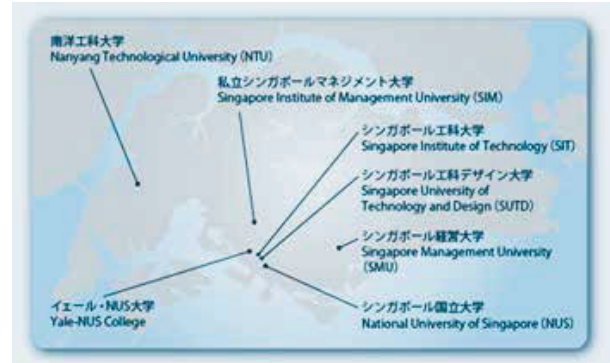 南洋工科大学
Nanyang Technological University (NTU)
私立シンガポールマネジメント大学
Singapore Institute of Management University (SIM)
シンガポール工科大学
Singapore Institute of Technology (SIT)
シンガポール工科デザイン大学
Singapore University of
Technology and Design (SUTD)
シンガポール経営大学
Singapore Management University
(SMU)
イェール・NUS大学
Yale-NUS College
シンガポール国立大学
National University of Singapore (NUS)